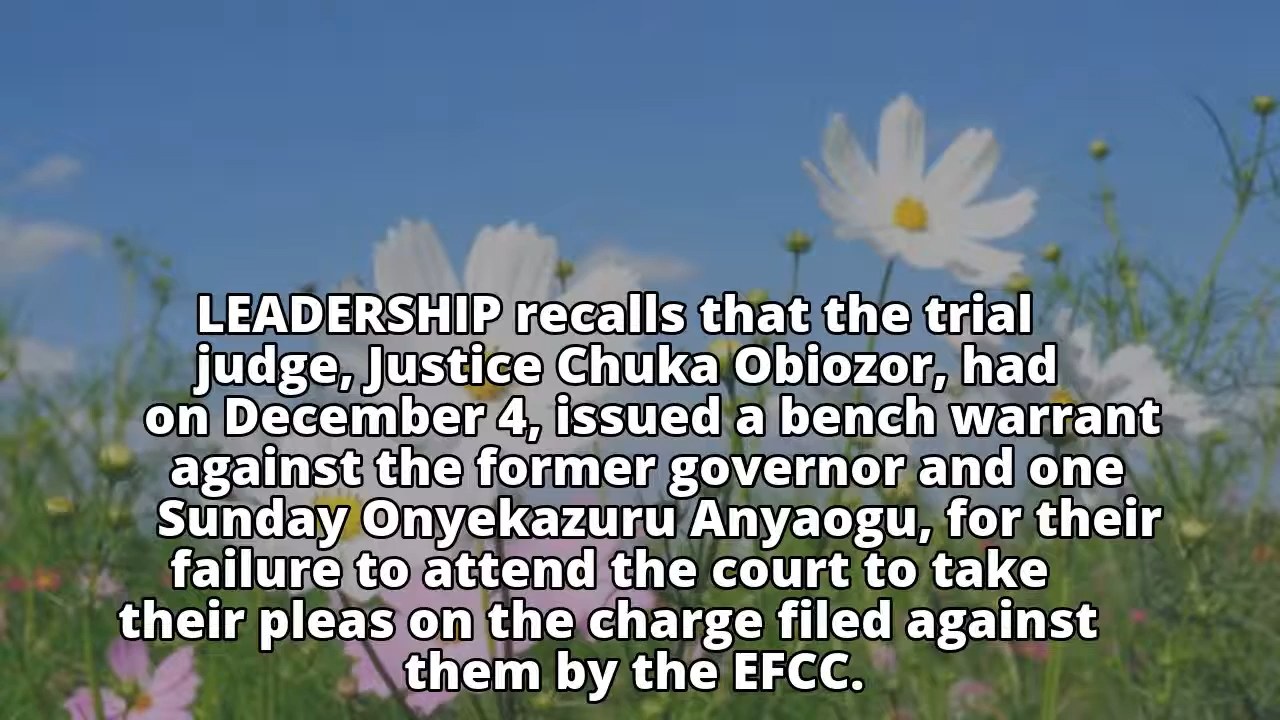 LEADERSHIP recalls that the trial
judge, Justice Chuka Obiozor, had
on December 4, issued a bench warrant
against the former governor and one
Sunday Onyekazuru Anyaogu, for their
failure to attend the court to take
their pleas on the charge filed against
them by the EFCC.